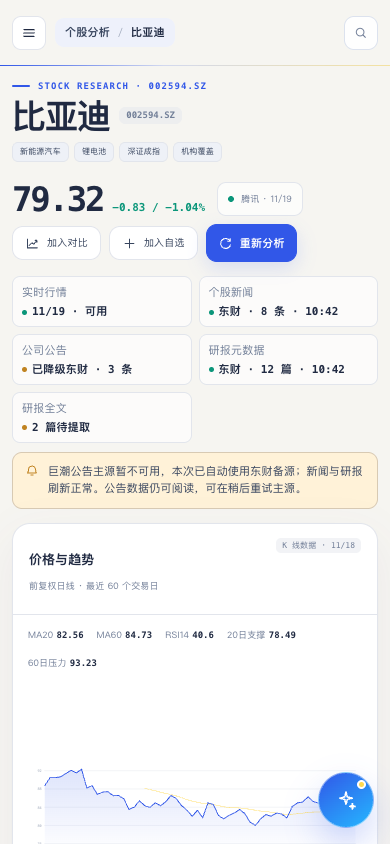 个股分析 / 比亚迪
STOCK RESEARCH · 002594.SZ
比亚迪 002594.SZ
新能源汽车 锂电池 深证成指 机构覆盖
79.32 −0.83 / −1.04% 腾讯 · 11/19
加入对比 加入自选 重新分析
实时行情
11/19 · 可用
个股新闻
东财 · 8 条 · 10:42
公司公告
已降级东财 · 3 条
研报元数据
东财 · 12 篇 · 10:42
研报全文
2 篇待提取
巨潮公告主源暂不可用，本次已自动使用东财备源；新闻与研报
刷新正常。公告数据仍可阅读，可在稍后重试主源。
K 线数据 · 11/18
价格与趋势
前复权日线 · 最近 60 个交易日
MA20 82.56 MA60 84.73 RSI14 40.6 20日支撑 78.49
60日压力 93.23